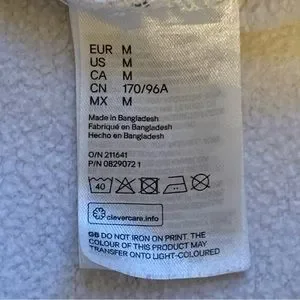 EUR M
US M
CA M
CN 170/96A
MX M
Made in Bangladesh
Fabriqué en Bangladesh
Hecho en Bangladesh
O/N 211641
P/N 0829072 1
40
clevercare.info
GB DO NOT IRON ON PRINT. THE
COLOUR OF THIS PRODUCT MAY
TRANSFER ONTO LIGHT-COLOURED